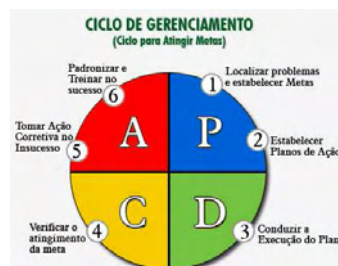 CICLO DE GERENCIAMENTO
(Ciclo para Atingir Metas)
Padronizar e
Treinar no
sucesso
6
1
Localizar problemas
e estabelecer Metas
Tomar Ação
Corretiva no
Insucesso
5
A
P
2
Estabelecer
Planos de Ação
C
D
Verificar o
atingimento
da meta
4
3
Conduzir a
Execução do Plan